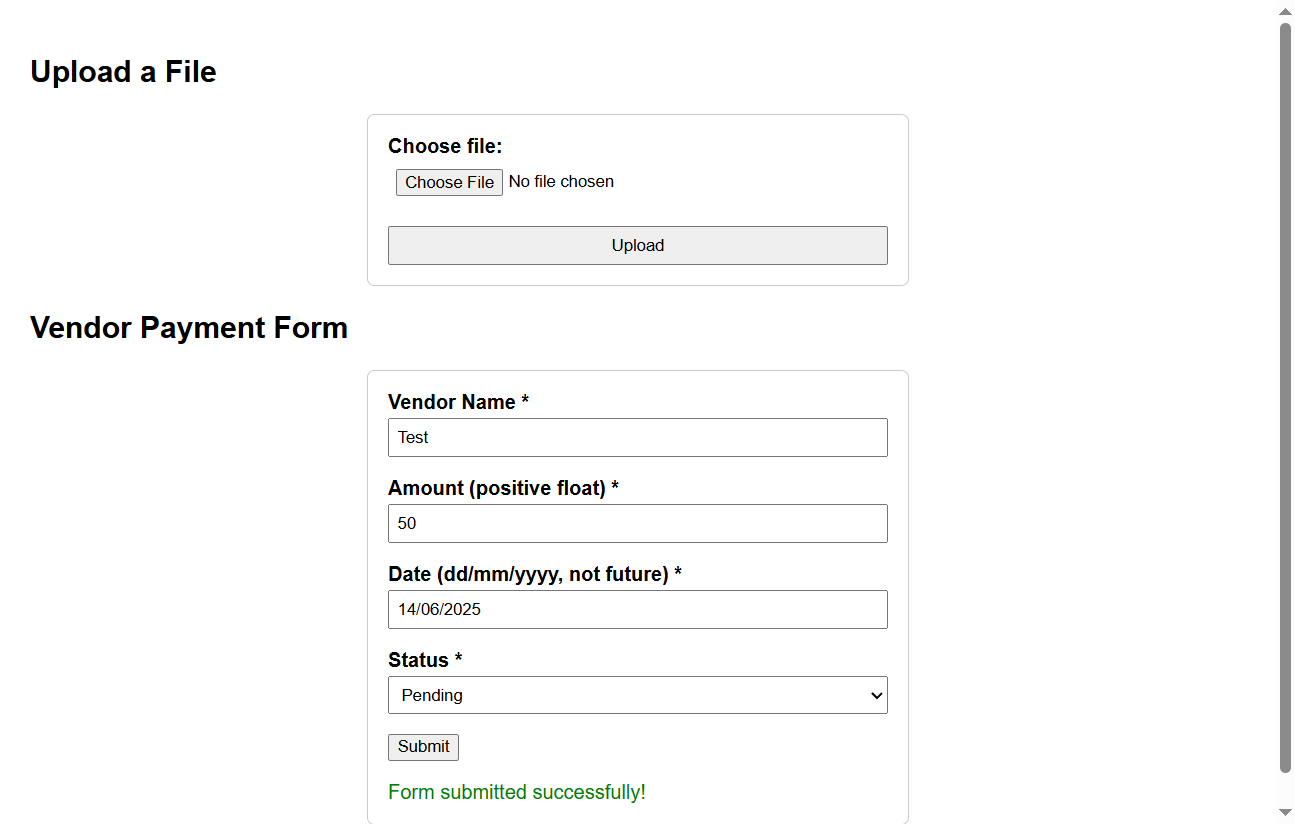 Upload a File
Choose file:
Choose File No file chosen
Upload
Vendor Payment Form
Vendor Name *
Test
Amount (positive float) *
50
Date (dd/mm/yyyy, not future) *
14/06/2025
Status *
Pending
Submit
Form submitted successfully!